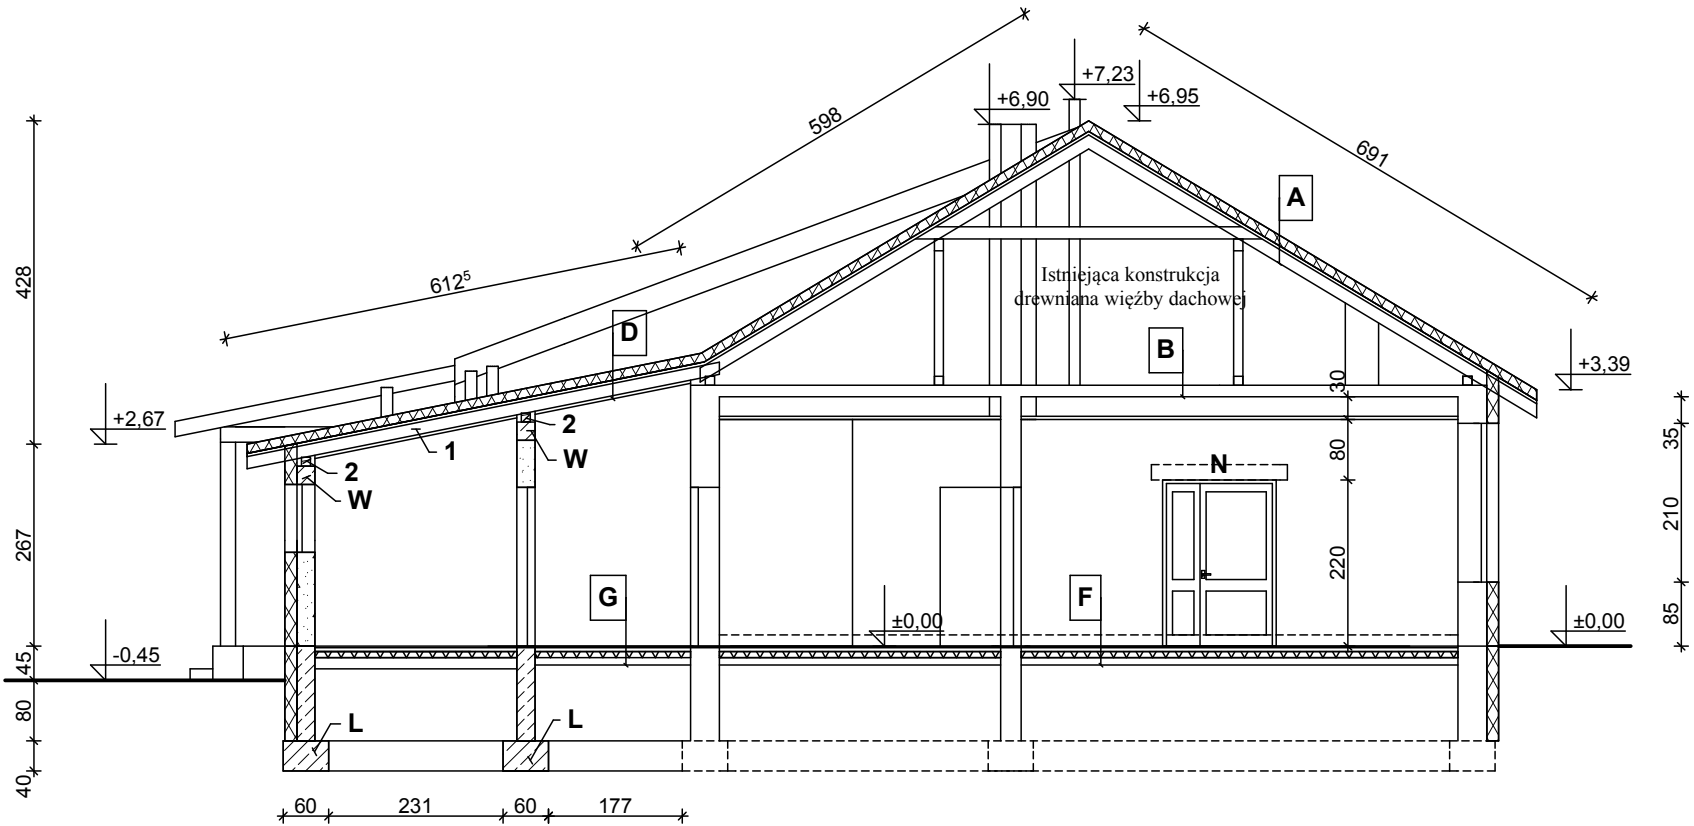 598
+7,23
+6,90
+6,95
691
A
428
612⁵
Istniejąca konstrukcja
drewniana więźby dachowej
D
B
+3,39
30
+2,67
2
1
W
2
W
N
80
35
267
210
220
G
F
±0,00
±0,00
85
-0,45
45
80
L
L
40
60
231
60
177